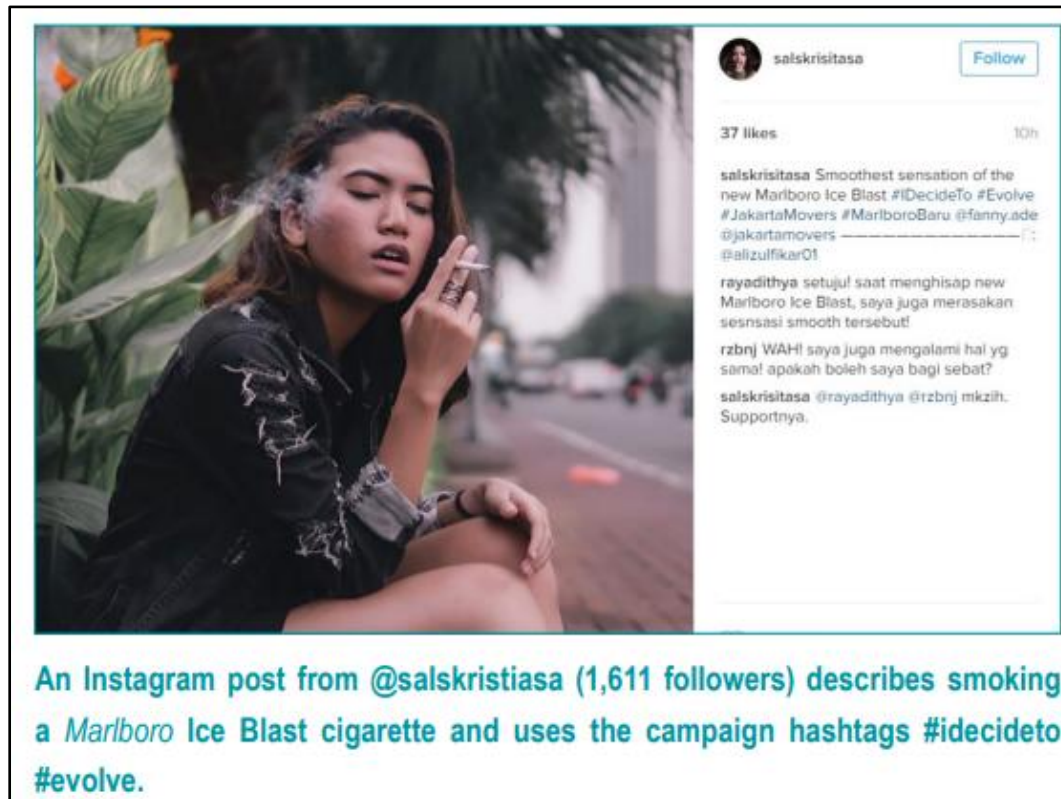 salskrisitasa
Follow
37 likes
10h
salskrisitasa Smoothest sensation of the
new Marlboro Ice Blast #IDecideTo #Evolve
#JakartaMovers #MarlboroBaru @fanny.ade
@jakartamovers ————————————— :
@alizulfikar01
rayadithya setuju! saat menghisap new
Marlboro Ice Blast, saya juga merasakan
sesnsasi smooth tersebut!
rzbnj WAH! saya juga mengalami hal yg
sama! apakah boleh saya bagi sebat?
salskrisitasa @rayadithya @rzbnj mkzih.
Supportnya.
An Instagram post from @salskristiasa (1,611 followers) describes smoking
a Marlboro Ice Blast cigarette and uses the campaign hashtags #idecideto
#evolve.